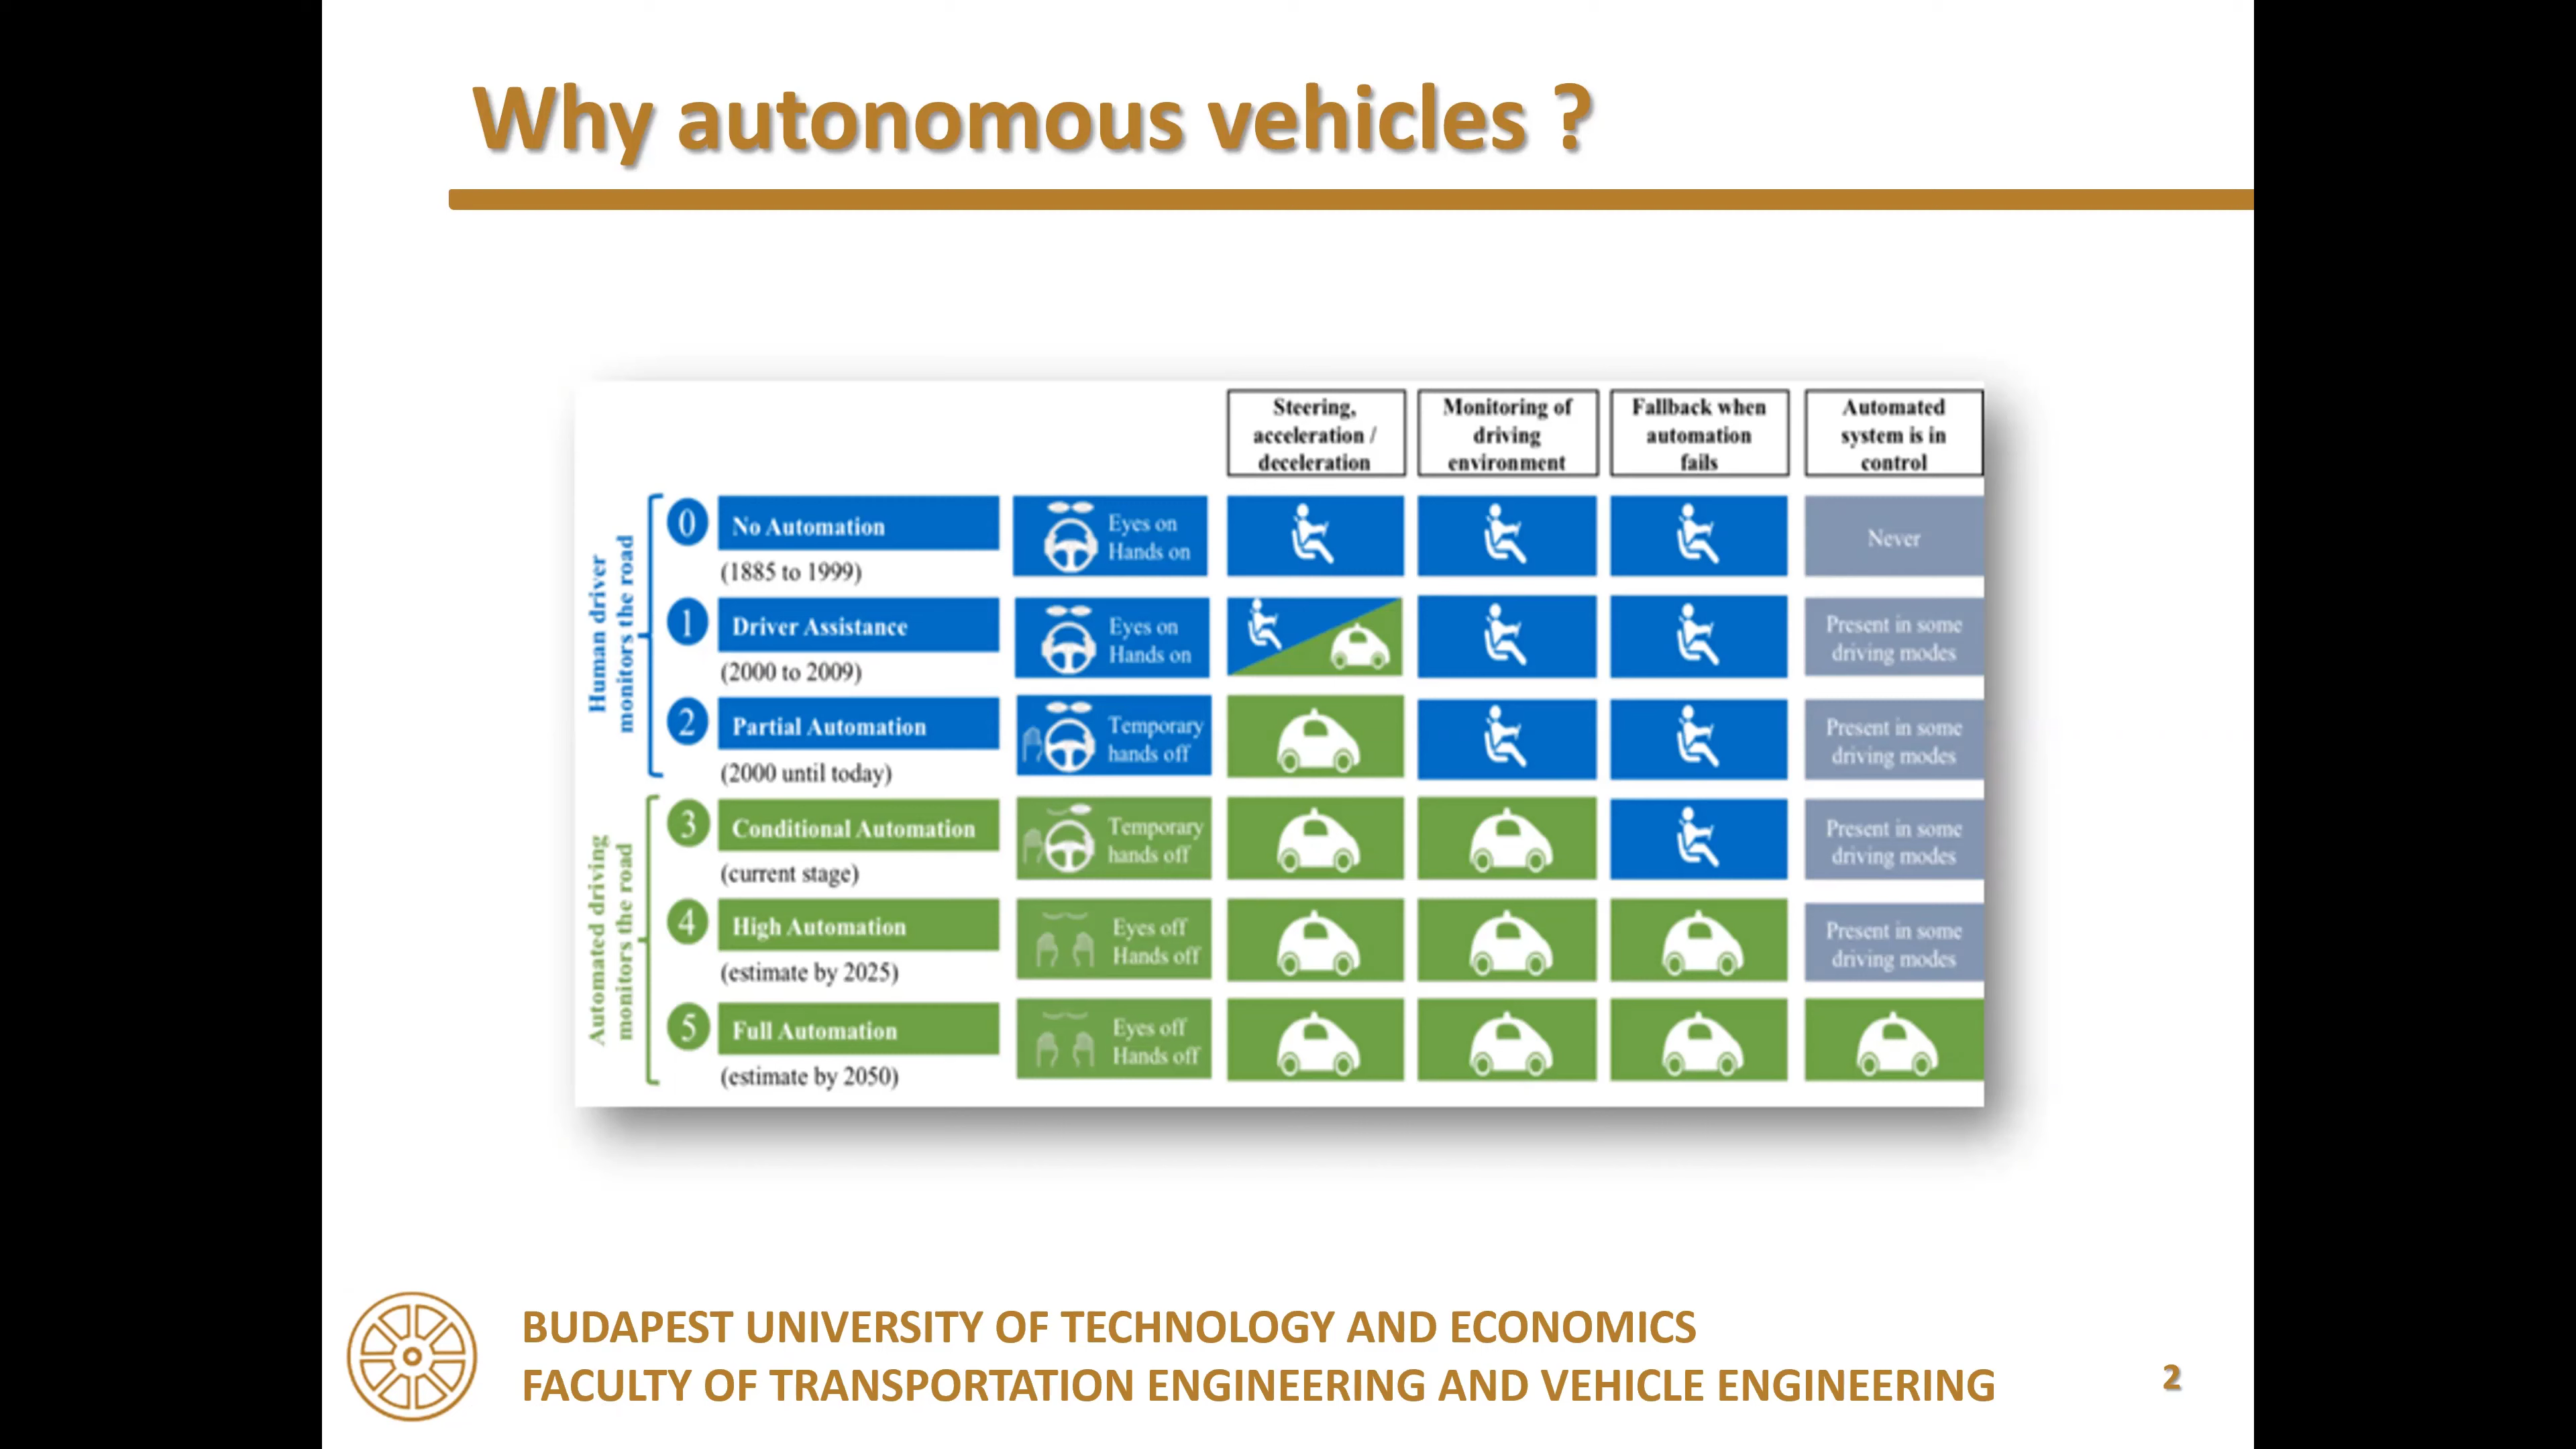 Why autonomous vehicles ?
Steering,
acceleration /
deceleration
Monitoring of
driving
environment
Fallback when
automation
fails
Automated
system is in
control
Human driver
monitors the road
0
No Automation
(1885 to 1999)
Eyes on
Hands on
Never
1
Driver Assistance
(2000 to 2009)
Eyes on
Hands on
Present in some
driving modes
2
Partial Automation
(2000 until today)
Temporary
hands off
Present in some
driving modes
Automated driving
monitors the road
3
Conditional Automation
(current stage)
Temporary
hands off
Present in some
driving modes
4
High Automation
(estimate by 2025)
Eyes off
Hands off
Present in some
driving modes
5
Full Automation
(estimate by 2050)
Eyes off
Hands off
BUDAPEST UNIVERSITY OF TECHNOLOGY AND ECONOMICS
FACULTY OF TRANSPORTATION ENGINEERING AND VEHICLE ENGINEERING
2